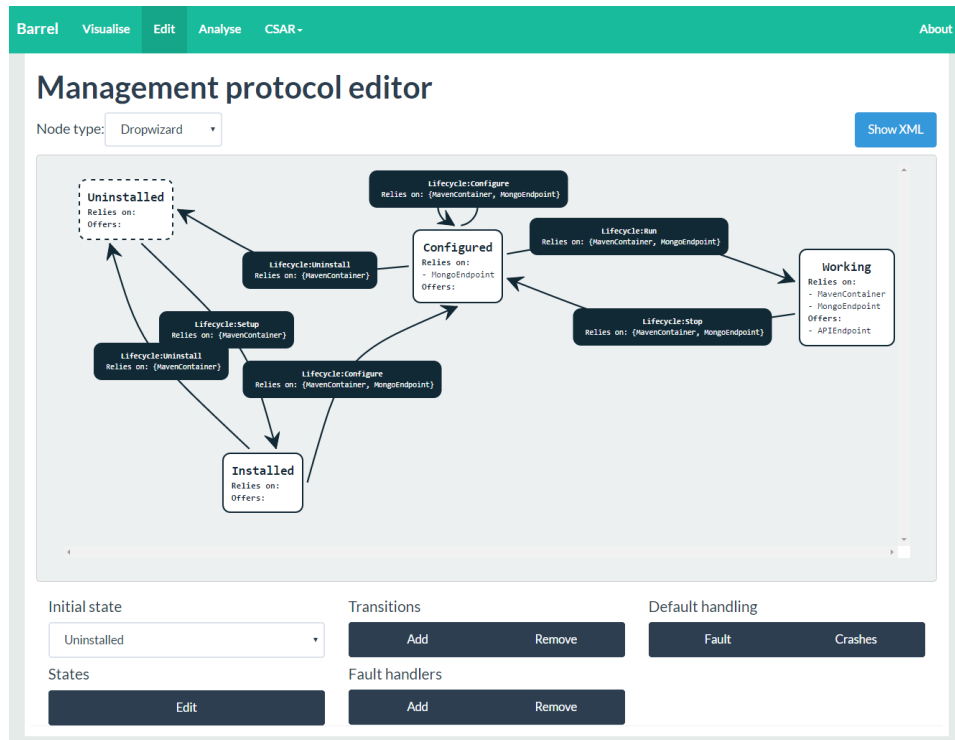 Barrel Visualise Edit Analyse CSAR About
Management protocol editor
Node type: Dropwizard
Show XML
Lifecycle:Configure
Relies on: {MavenContainer, MongoEndpoint}
Uninstalled
Relies on:
Offers:
Lifecycle:Run
Relies on: {MavenContainer, MongoEndpoint}
Configured
Relies on:
- MongoEndpoint
Offers:
Lifecycle:Uninstall
Relies on: {MavenContainer}
Working
Relies on:
- MavenContainer
- MongoEndpoint
Offers:
- APIEndpoint
Lifecycle:Setup
Relies on: {MavenContainer}
Lifecycle:Stop
Relies on: {MavenContainer, MongoEndpoint}
Lifecycle:Uninstall
Relies on: {MavenContainer}
Lifecycle:Configure
Relies on: {MavenContainer, MongoEndpoint}
Installed
Relies on:
Offers:
Initial state
Uninstalled
States
Edit
Transitions
Add Remove
Fault handlers
Add Remove
Default handling
Fault Crashes